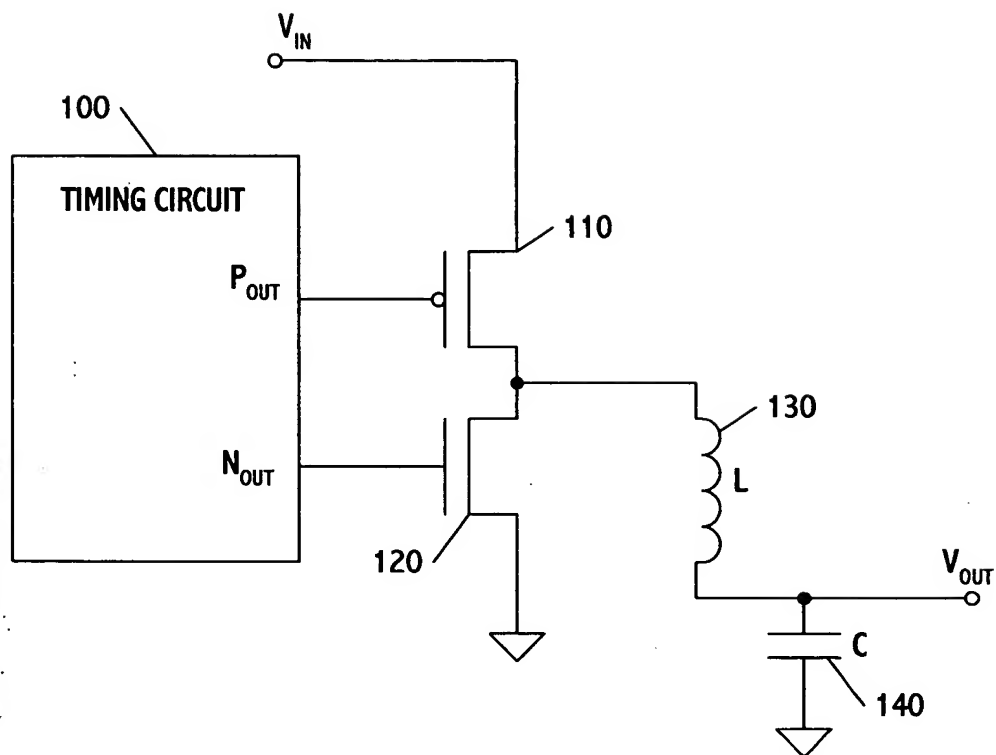 V_IN
100
TIMING CIRCUIT
110
P_OUT
130
N_OUT
L
120
V_OUT
C
140